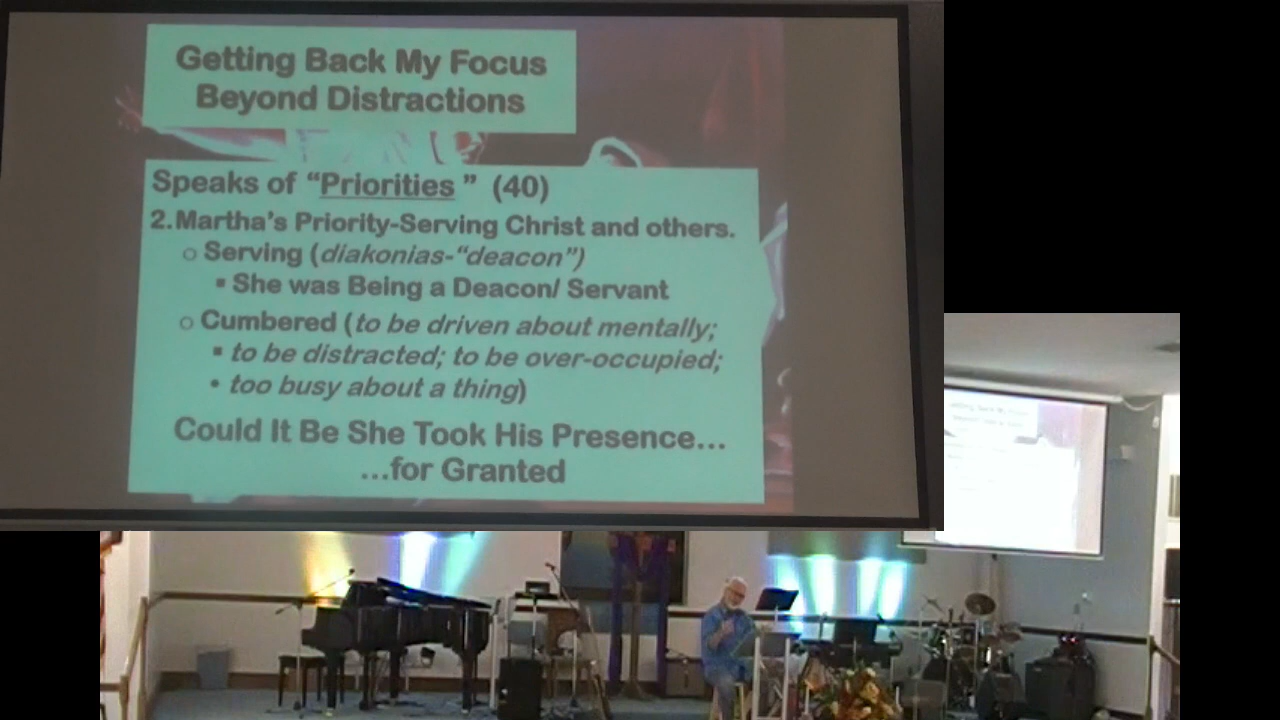 Getting Back My Focus
Beyond Distractions
Speaks of “Priorities ” (40)
2. Martha’s Priority-Serving Christ and others.
○ Serving (diakonias-“deacon”)
▪ She was Being a Deacon/ Servant
○ Cumbered (to be driven about mentally;
▪ to be distracted; to be over-occupied;
• too busy about a thing)
Could It Be She Took His Presence...
...for Granted